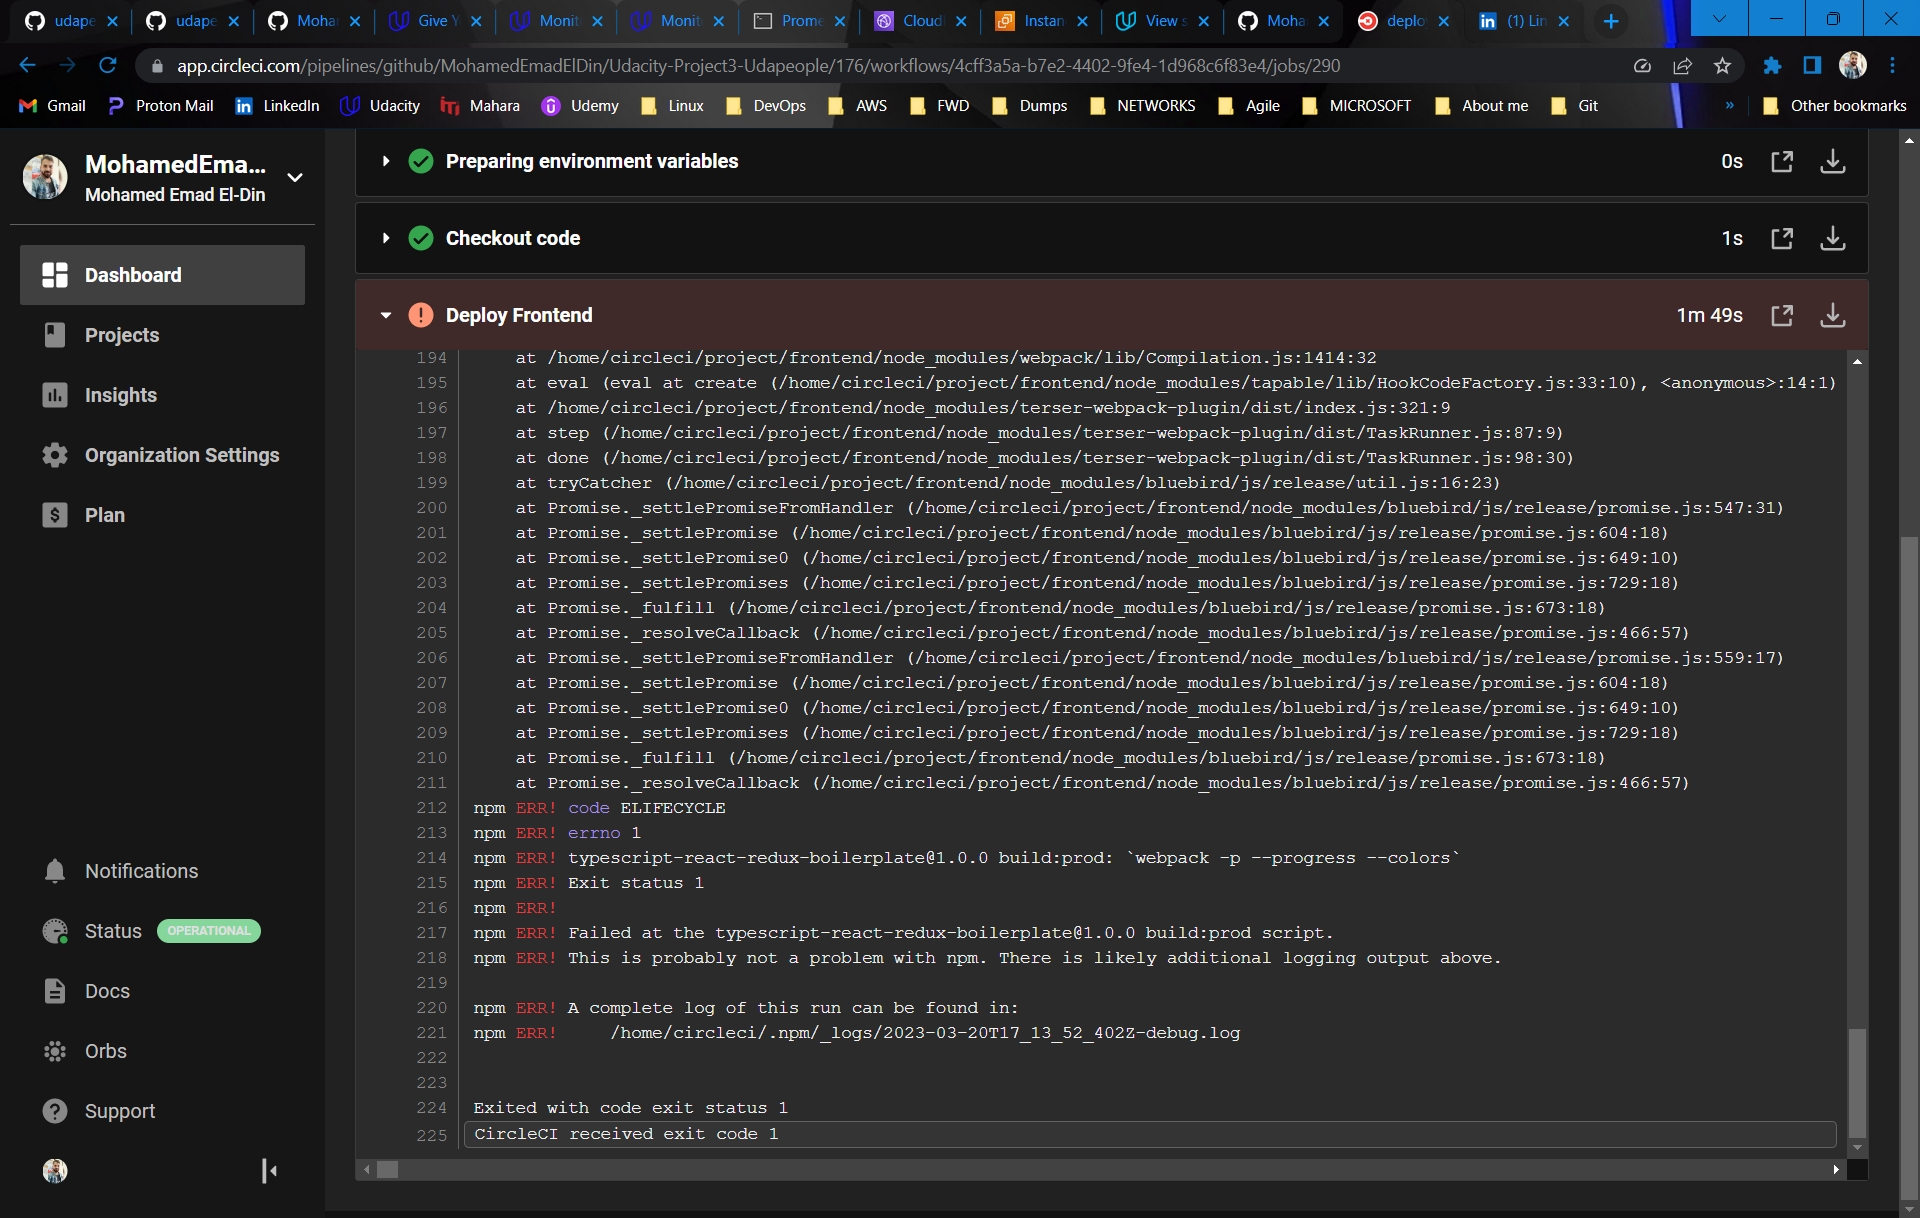 udape
udape
Moha
Give Y
Monit
Monit
Prome
Cloud
Instan
View s
Moha
deplo
(1) Lin
app.circleci.com/pipelines/github/MohamedEmadElDin/Udacity-Project3-Udapeople/176/workflows/4cff3a5a-b7e2-4402-9fe4-1d968c6f83e4/jobs/290
Gmail
Proton Mail
LinkedIn
Udacity
Mahara
Udemy
Linux
DevOps
AWS
FWD
Dumps
NETWORKS
Agile
MICROSOFT
About me
Git
»
Other bookmarks
MohamedEma...
Mohamed Emad El-Din
Dashboard
Projects
Insights
Organization Settings
Plan
Notifications
Status OPERATIONAL
Docs
Orbs
Support
Preparing environment variables 0s
Checkout code 1s
Deploy Frontend 1m 49s
194 at /home/circleci/project/frontend/node_modules/webpack/lib/Compilation.js:1414:32
195 at eval (eval at create (/home/circleci/project/frontend/node_modules/tapable/lib/HookCodeFactory.js:33:10), <anonymous>:14:1)
196 at /home/circleci/project/frontend/node_modules/terser-webpack-plugin/dist/index.js:321:9
197 at step (/home/circleci/project/frontend/node_modules/terser-webpack-plugin/dist/TaskRunner.js:87:9)
198 at done (/home/circleci/project/frontend/node_modules/terser-webpack-plugin/dist/TaskRunner.js:98:30)
199 at tryCatcher (/home/circleci/project/frontend/node_modules/bluebird/js/release/util.js:16:23)
200 at Promise._settlePromiseFromHandler (/home/circleci/project/frontend/node_modules/bluebird/js/release/promise.js:547:31)
201 at Promise._settlePromise (/home/circleci/project/frontend/node_modules/bluebird/js/release/promise.js:604:18)
202 at Promise._settlePromise0 (/home/circleci/project/frontend/node_modules/bluebird/js/release/promise.js:649:10)
203 at Promise._settlePromises (/home/circleci/project/frontend/node_modules/bluebird/js/release/promise.js:729:18)
204 at Promise._fulfill (/home/circleci/project/frontend/node_modules/bluebird/js/release/promise.js:673:18)
205 at Promise._resolveCallback (/home/circleci/project/frontend/node_modules/bluebird/js/release/promise.js:466:57)
206 at Promise._settlePromiseFromHandler (/home/circleci/project/frontend/node_modules/bluebird/js/release/promise.js:559:17)
207 at Promise._settlePromise (/home/circleci/project/frontend/node_modules/bluebird/js/release/promise.js:604:18)
208 at Promise._settlePromise0 (/home/circleci/project/frontend/node_modules/bluebird/js/release/promise.js:649:10)
209 at Promise._settlePromises (/home/circleci/project/frontend/node_modules/bluebird/js/release/promise.js:729:18)
210 at Promise._fulfill (/home/circleci/project/frontend/node_modules/bluebird/js/release/promise.js:673:18)
211 at Promise._resolveCallback (/home/circleci/project/frontend/node_modules/bluebird/js/release/promise.js:466:57)
212 npm ERR! code ELIFECYCLE
213 npm ERR! errno 1
214 npm ERR! typescript-react-redux-boilerplate@1.0.0 build:prod: `webpack -p --progress --colors`
215 npm ERR! Exit status 1
216 npm ERR!
217 npm ERR! Failed at the typescript-react-redux-boilerplate@1.0.0 build:prod script.
218 npm ERR! This is probably not a problem with npm. There is likely additional logging output above.
219
220 npm ERR! A complete log of this run can be found in:
221 npm ERR! /home/circleci/.npm/_logs/2023-03-20T17_13_52_402Z-debug.log
222
223
224 Exited with code exit status 1
225 CircleCI received exit code 1